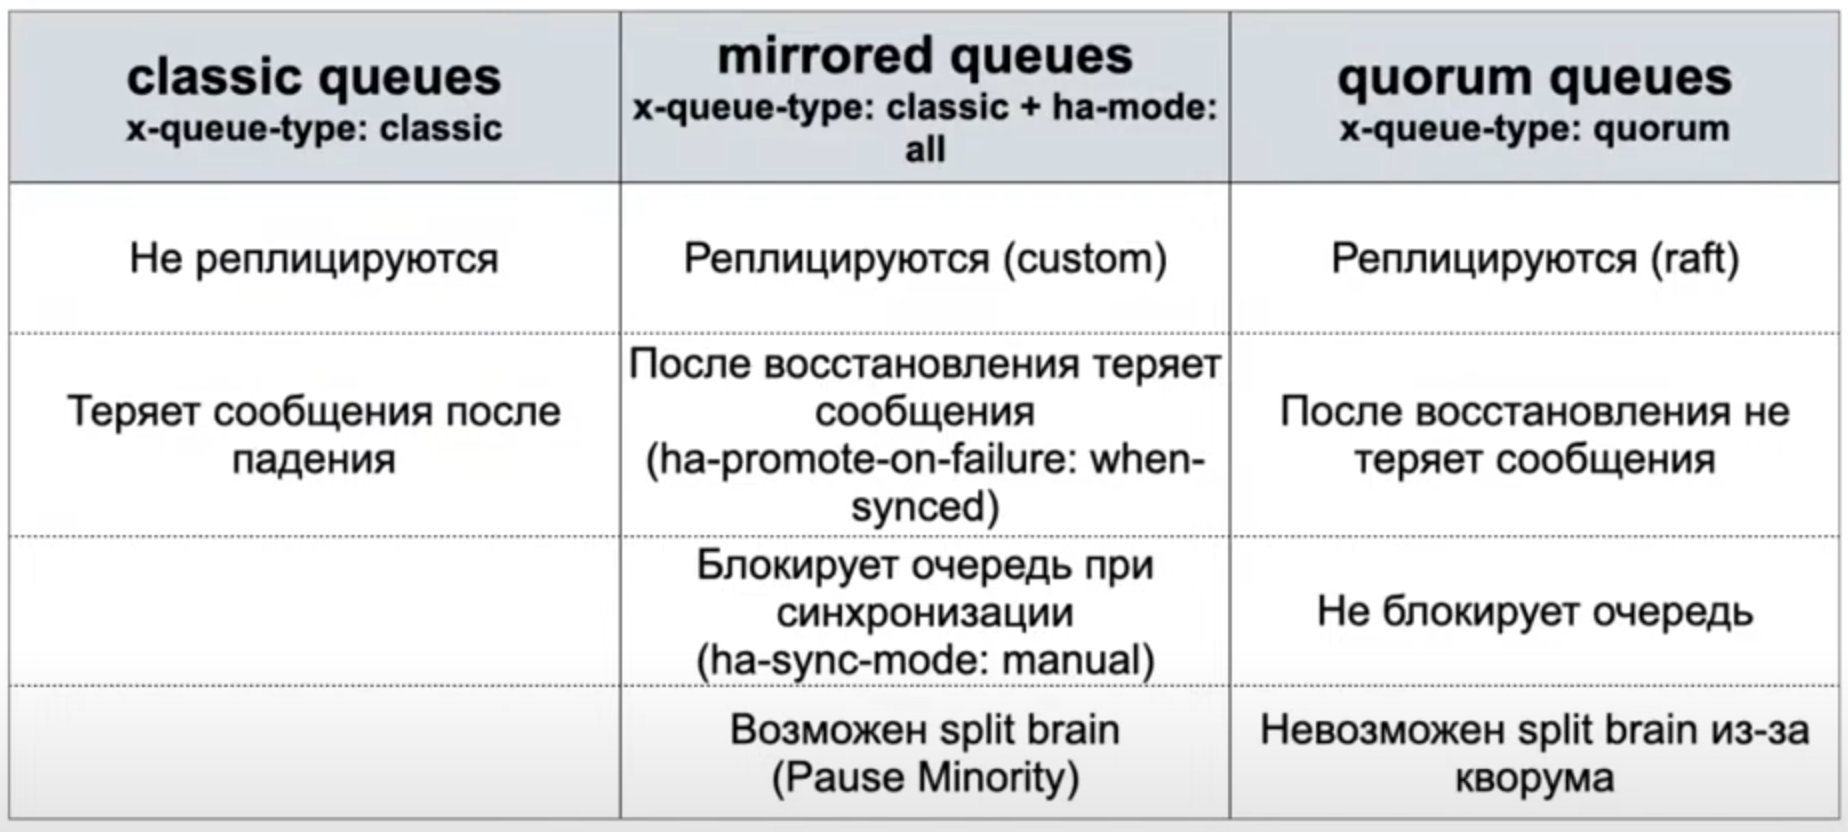 classic queues
x-queue-type: classic
mirrored queues
x-queue-type: classic + ha-mode:
all
quorum queues
x-queue-type: quorum
Не реплицируются
Реплицируются (custom)
Реплицируются (raft)
Теряет сообщения после
падения
После восстановления теряет
сообщения
(ha-promote-on-failure: when-
synced)
После восстановления не
теряет сообщения
Блокирует очередь при
синхронизации
(ha-sync-mode: manual)
Не блокирует очередь
Возможен split brain
(Pause Minority)
Невозможен split brain из-за
кворума